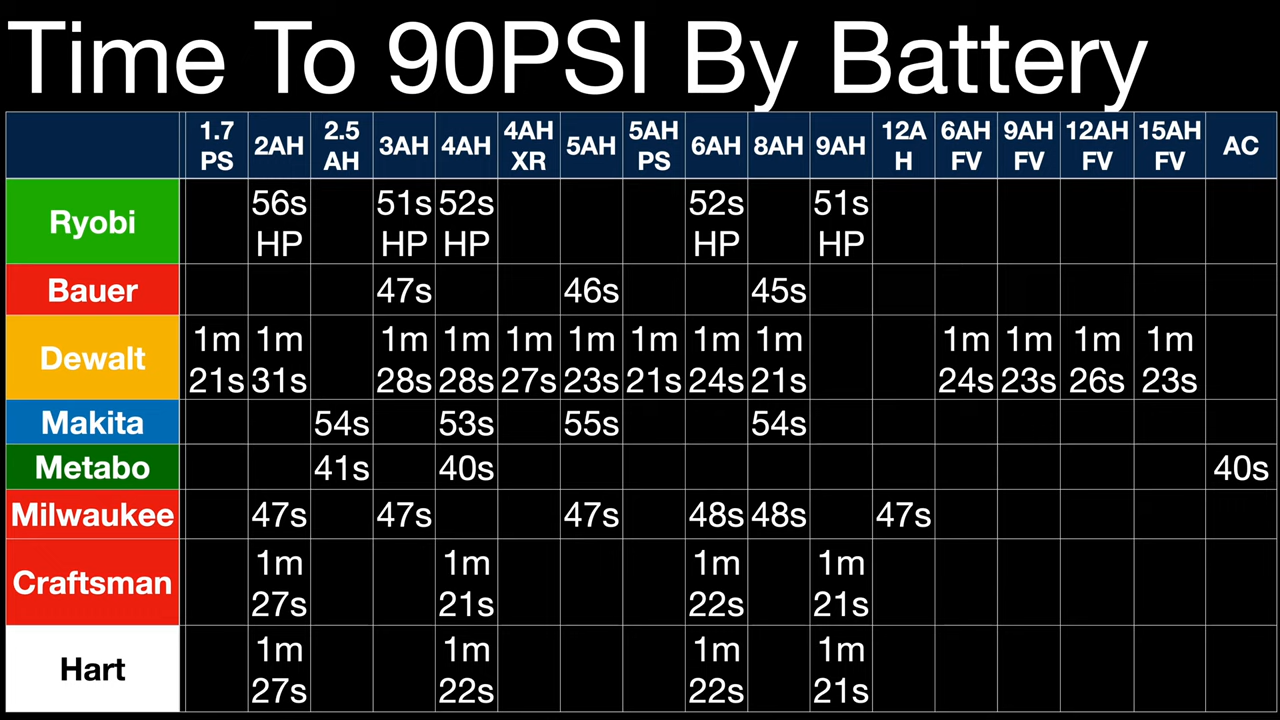 Time To 90PSI By Battery
1.7 PS 2AH 2.5 AH 3AH 4AH 4AH XR 5AH 5AH PS 6AH 8AH 9AH 12A H 6AH FV 9AH FV 12AH FV 15AH FV AC
Ryobi 56s HP 51s HP 52s HP 52s HP 51s HP
Bauer 47s 46s 45s
Dewalt 1m 21s 1m 31s 1m 28s 1m 28s 1m 27s 1m 23s 1m 21s 1m 24s 1m 21s 1m 24s 1m 23s 1m 26s 1m 23s
Makita 54s 53s 55s 54s
Metabo 41s 40s 40s
Milwaukee 47s 47s 47s 48s 48s 47s
Craftsman 1m 27s 1m 21s 1m 22s 1m 21s
Hart 1m 27s 1m 22s 1m 22s 1m 21s